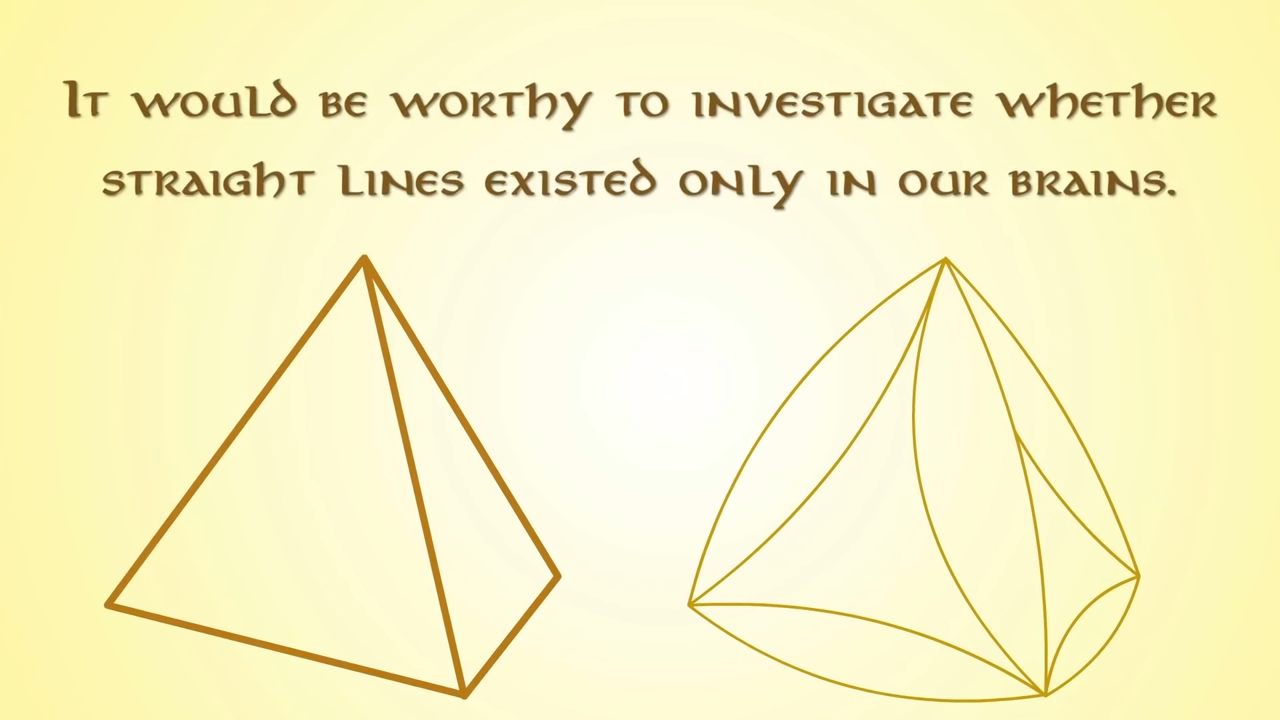 It would be worthy to investigate whether
straight lines existed only in our brains.